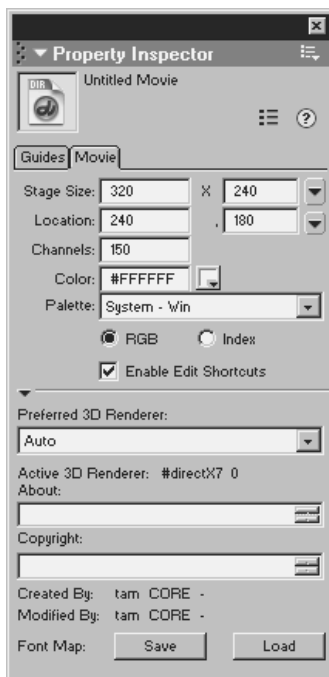 Property Inspector
DIR
Untitled Movie
?
Guides Movie
Stage Size: 320 X 240
Location: 240 , 180
Channels: 150
Color: #FFFFFF
Palette: System - Win
RGB Index
Enable Edit Shortcuts
Preferred 3D Renderer:
Auto
Active 3D Renderer: #directX7 0
About:
Copyright:
Created By: tam CORE -
Modified By: tam CORE -
Font Map: Save Load